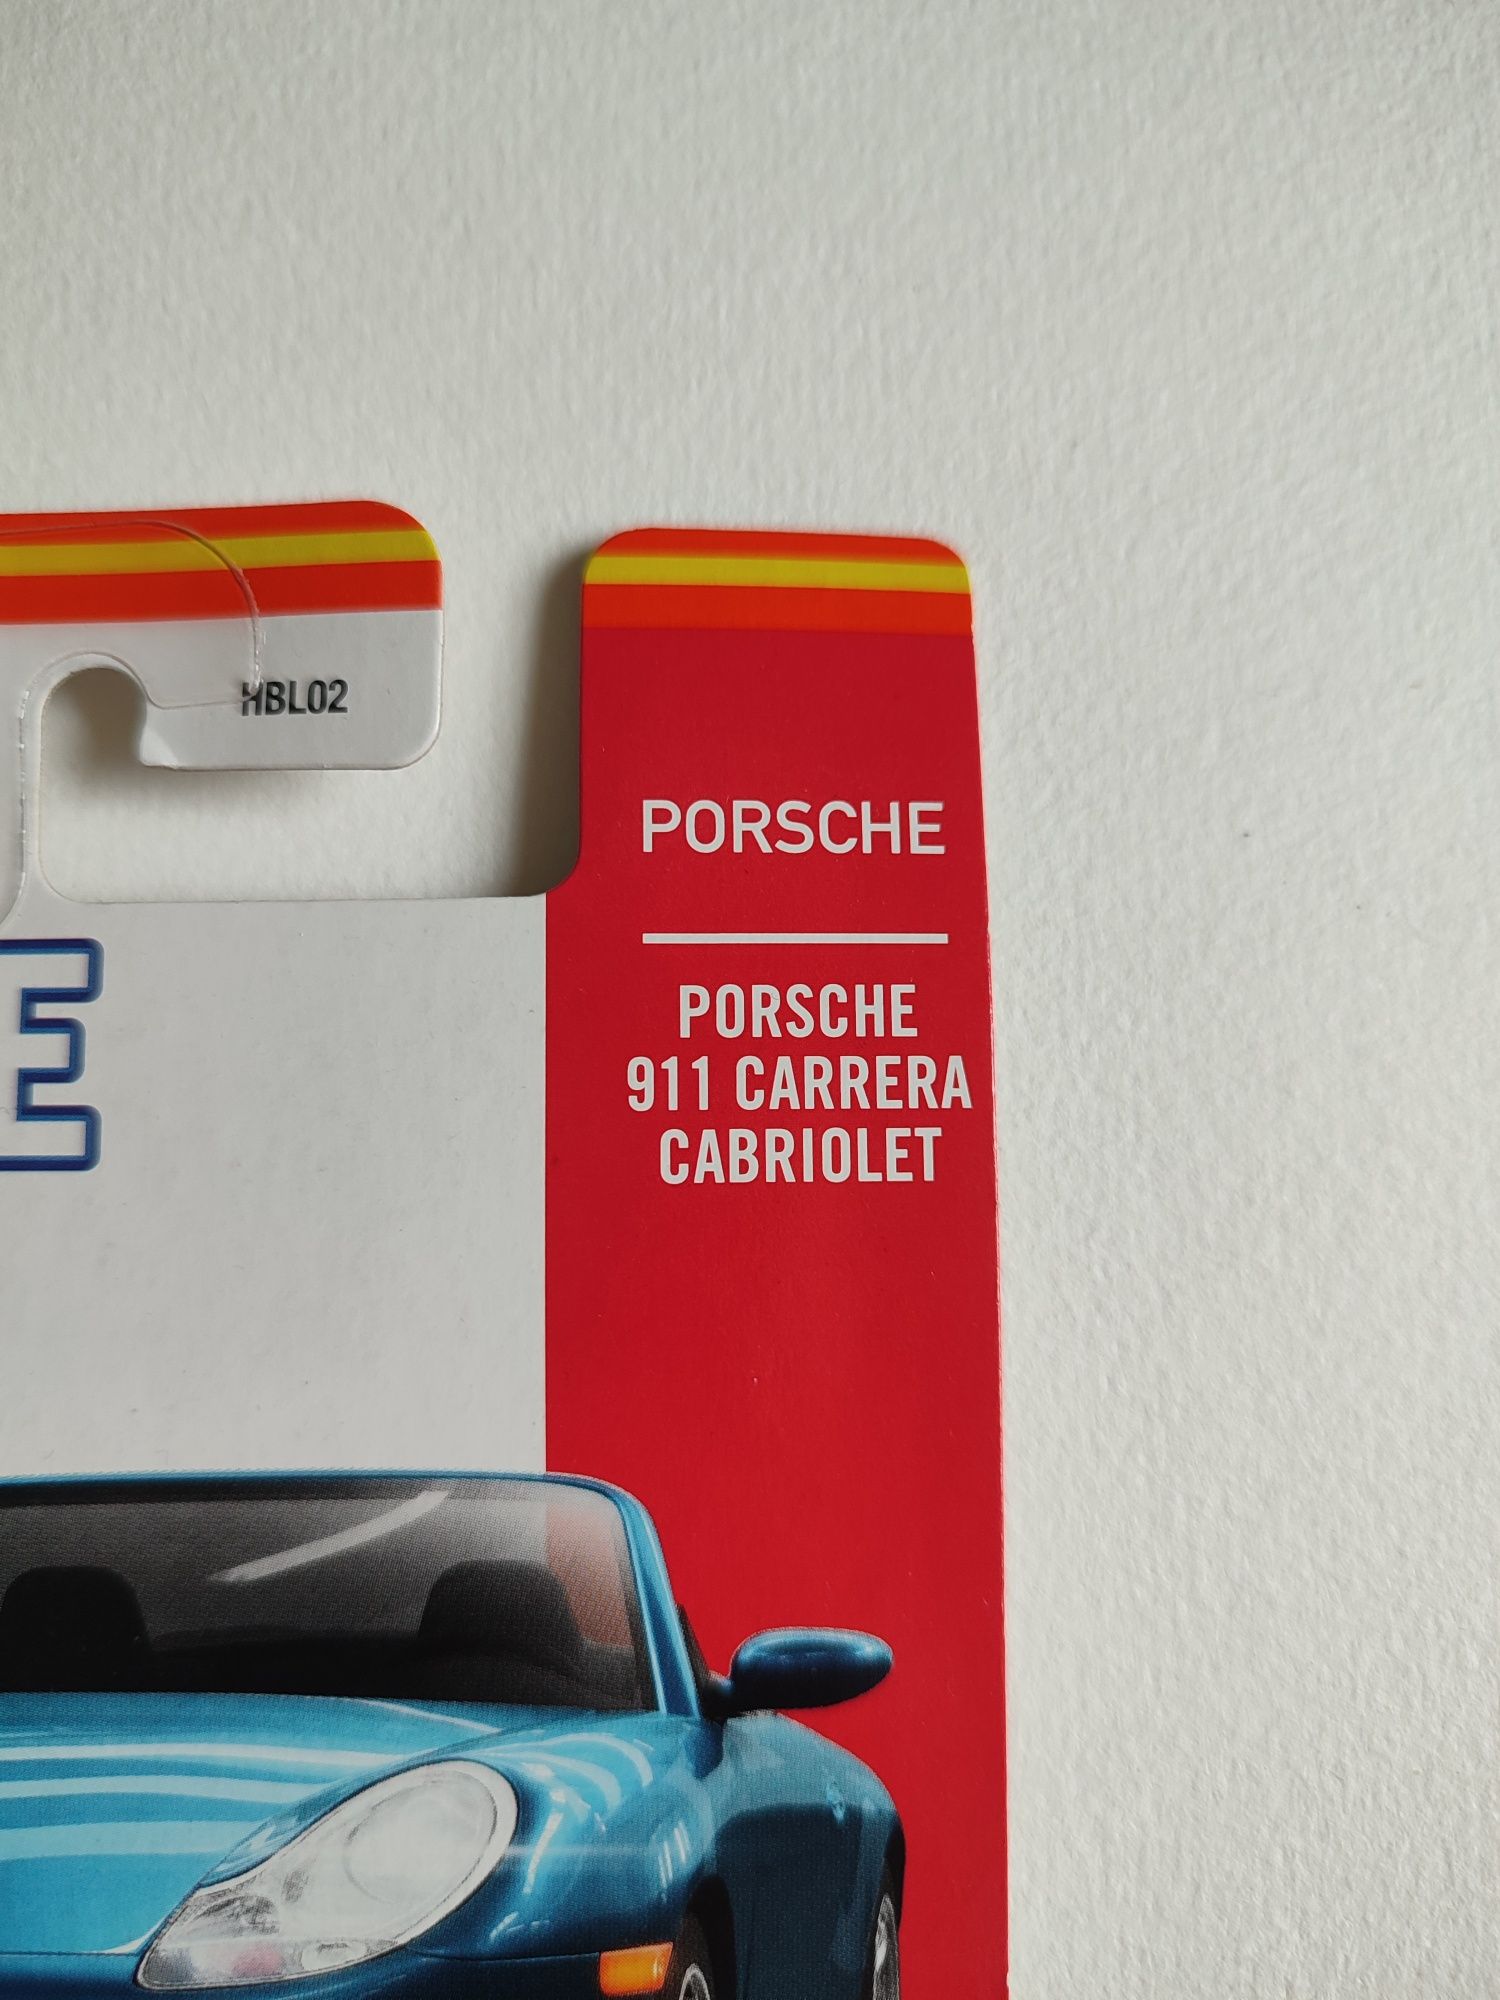 HBL02
PORSCHE
E
PORSCHE
911 CARRERA
CABRIOLET